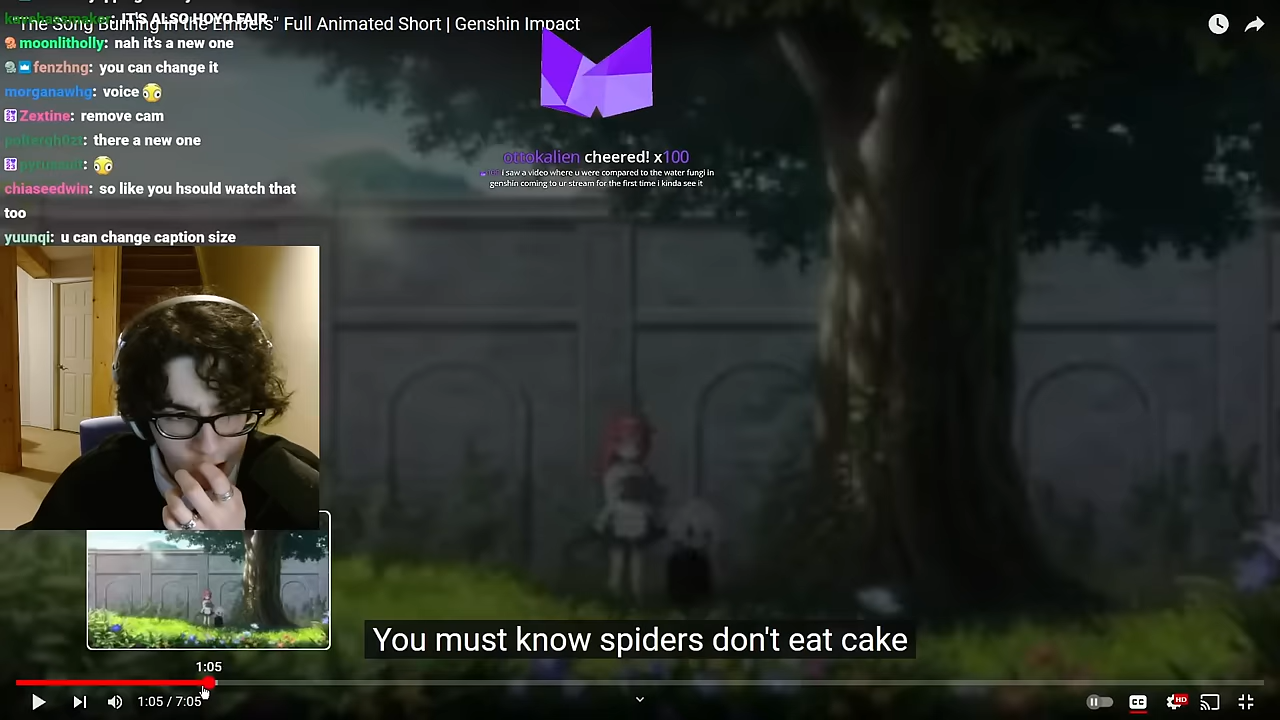 "The Song Burning in the Embers" Full Animated Short | Genshin Impact
IT'S ALSO HOYO FAIR
moonlitholly: nah it's a new one
fenzhng: you can change it
morganawhg: voice
Zextine: remove cam
poltergh0zt: there a new one
chiaseedwin: so like you hsould watch that
too
yuunqi: u can change caption size
ottokalien cheered! x100
i saw a video where u were compared to the water fungi in
genshin coming to ur stream for the first time i kinda see it
You must know spiders don't eat cake
1:05
1:05 / 7:05
CC
HD